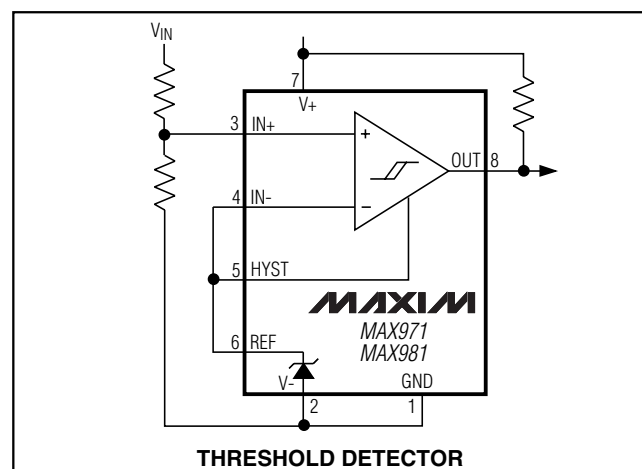 VIN
7
V+
3 IN+
+
OUT 8
4 IN-
−
5 HYST
MAXIM
MAX971
MAX981
6 REF
V-
GND
2
1
THRESHOLD DETECTOR